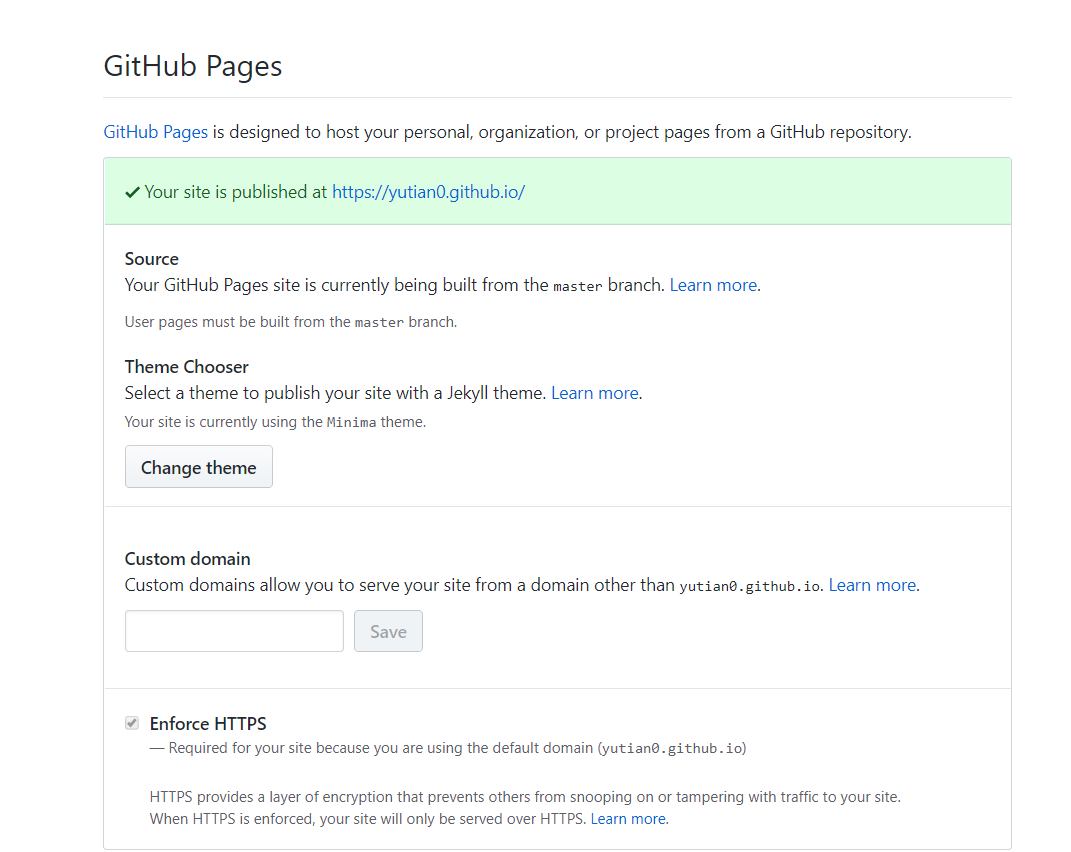 GitHub Pages
GitHub Pages is designed to host your personal, organization, or project pages from a GitHub repository.
Your site is published at https://yutian0.github.io/
Source
Your GitHub Pages site is currently being built from the master branch. Learn more.
User pages must be built from the master branch.
Theme Chooser
Select a theme to publish your site with a Jekyll theme. Learn more.
Your site is currently using the Minima theme.
Change theme
Custom domain
Custom domains allow you to serve your site from a domain other than yutian0.github.io. Learn more.
Save
Enforce HTTPS
— Required for your site because you are using the default domain (yutian0.github.io)
HTTPS provides a layer of encryption that prevents others from snooping on or tampering with traffic to your site.
When HTTPS is enforced, your site will only be served over HTTPS. Learn more.